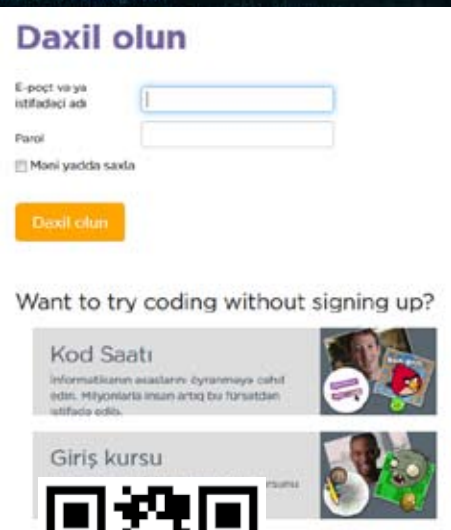 Daxil olun
E-poçt və ya
istifadəçi adı
Parol
Məni yadda saxla
Daxil olun
Want to try coding without signing up?
Kod Saatı
İnformatikanın əsaslarını öyrənməyə cəhd
edin. Milyonlarla insan artıq bu fürsətdən
istifadə edib.
Giriş kursu